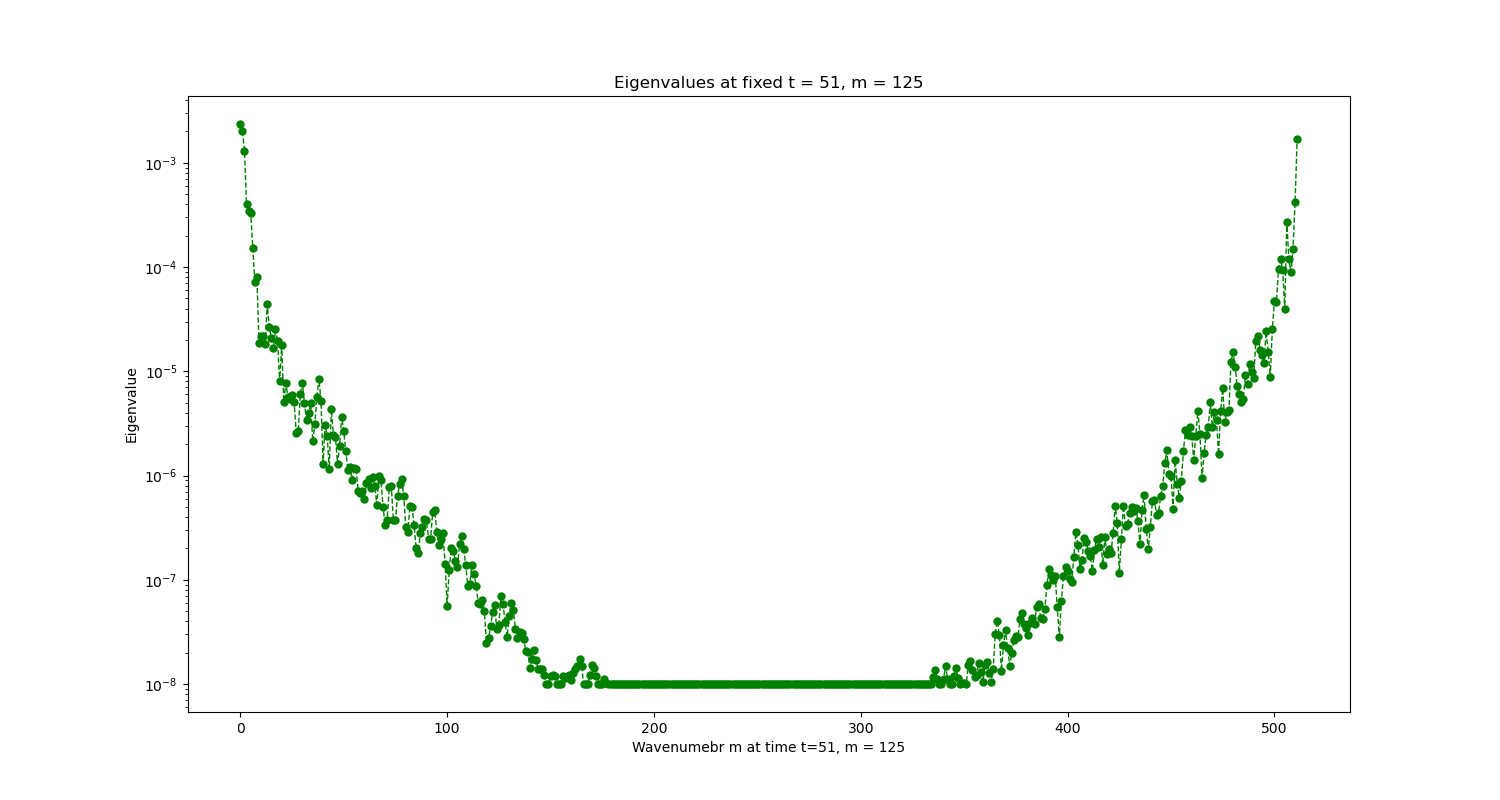 Eigenvalues at fixed t = 51, m = 125
10⁻³
10⁻⁴
10⁻⁵
10⁻⁶
10⁻⁷
10⁻⁸
Eigenvalue
0 100 200 300 400 500
Wavenumebr m at time t=51, m = 125